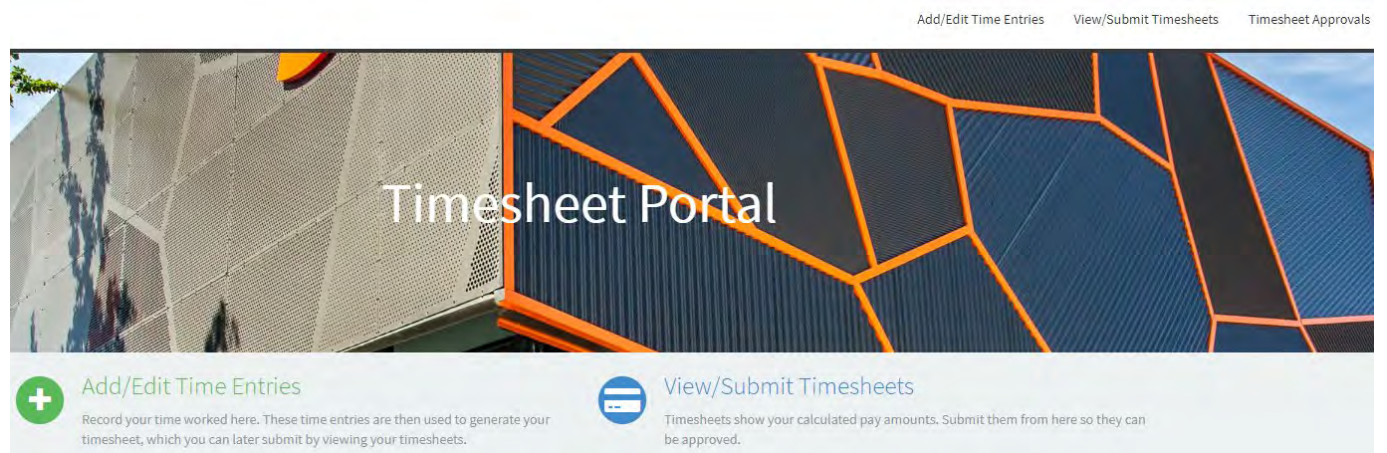 Add/Edit Time Entries View/Submit Timesheets Timesheet Approvals
Timesheet Portal
Add/Edit Time Entries
Record your time worked here. These time entries are then used to generate your
timesheet, which you can later submit by viewing your timesheets.
View/Submit Timesheets
Timesheets show your calculated pay amounts. Submit them from here so they can
be approved.